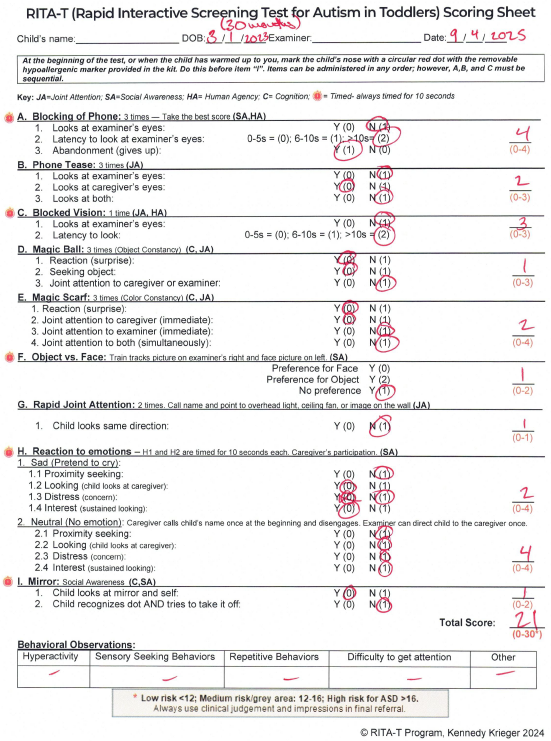 RITA-T (Rapid Interactive Screening Test for Autism in Toddlers) Scoring Sheet
(30 months)
Child's name: DOB: 3 / 1 / 2023 Examiner: Date: 9 / 4 / 2025
At the beginning of the test, or when the child has warmed up to you, mark the child's nose with a circular red dot with the removable
hypoallergenic marker provided in the kit. Do this before item "I". Items can be administered in any order; however, A,B, and C must be
sequential.
Key: JA=Joint Attention; SA=Social Awareness; HA= Human Agency; C= Cognition; = Timed- always timed for 10 seconds
A. Blocking of Phone: 3 times — Take the best score (SA,HA)
1. Looks at examiner's eyes: Y (0) N (1)
2. Latency to look at examiner's eyes: 0-5s = (0); 6-10s = (1); >10s= (2) 4
3. Abandonment (gives up): Y (1) N (0) (0-4)
B. Phone Tease: 3 times (JA)
1. Looks at examiner's eyes: Y (0) N (1)
2. Looks at caregiver's eyes: Y (0) N (1) 2
3. Looks at both: Y (0) N (1) (0-3)
C. Blocked Vision: 1 time (JA, HA)
1. Looks at examiner's eyes: Y (0) N (1) 3
2. Latency to look: 0-5s = (0); 6-10s = (1); >10s = (2) (0-3)
D. Magic Ball: 3 times (Object Constancy) (C, JA)
1. Reaction (surprise): Y (0) N (1)
2. Seeking object: Y (0) N (1) 1
3. Joint attention to caregiver or examiner: Y (0) N (1) (0-3)
E. Magic Scarf: 3 times (Color Constancy) (C, JA)
1. Reaction (surprise): Y (0) N (1)
2. Joint attention to caregiver (immediate): Y (0) N (1)
3. Joint attention to examiner (immediate): Y (0) N (1) 2
4. Joint attention to both (simultaneously): Y (0) N (1) (0-4)
F. Object vs. Face: Train tracks picture on examiner's right and face picture on left. (SA)
Preference for Face Y (0)
Preference for Object Y (2) 1
No preference Y (1) (0-2)
G. Rapid Joint Attention: 2 times. Call name and point to overhead light, ceiling fan, or image on the wall (JA)
1. Child looks same direction: Y (0) N (1) 1
(0-1)
H. Reaction to emotions – H1 and H2 are timed for 10 seconds each. Caregiver's participation. (SA)
1. Sad (Pretend to cry):
1.1 Proximity seeking: Y (0) N (1)
1.2 Looking (child looks at caregiver): Y (0) N (1)
1.3 Distress (concern): Y (0) N (1) 2
1.4 Interest (sustained looking): Y (0) N (1) (0-4)
2. Neutral (No emotion): Caregiver calls child's name once at the beginning and disengages. Examiner can direct child to the caregiver once.
2.1 Proximity seeking: Y (0) N (1)
2.2 Looking (child looks at caregiver): Y (0) N (1)
2.3 Distress (concern): Y (0) N (1) 4
2.4 Interest (sustained looking): Y (0) N (1) (0-4)
I. Mirror: Social Awareness (C,SA)
1. Child looks at mirror and self: Y (0) N (1) 1
2. Child recognizes dot AND tries to take it off: Y (0) N (1) (0-2)
Total Score: 21
(0-30*)
Behavioral Observations:
Hyperactivity Sensory Seeking Behaviors Repetitive Behaviors Difficulty to get attention Other
– – – – –
* Low risk <12; Medium risk/grey area: 12-16; High risk for ASD >16.
Always use clinical judgement and impressions in final referral.
© RITA-T Program, Kennedy Krieger 2024